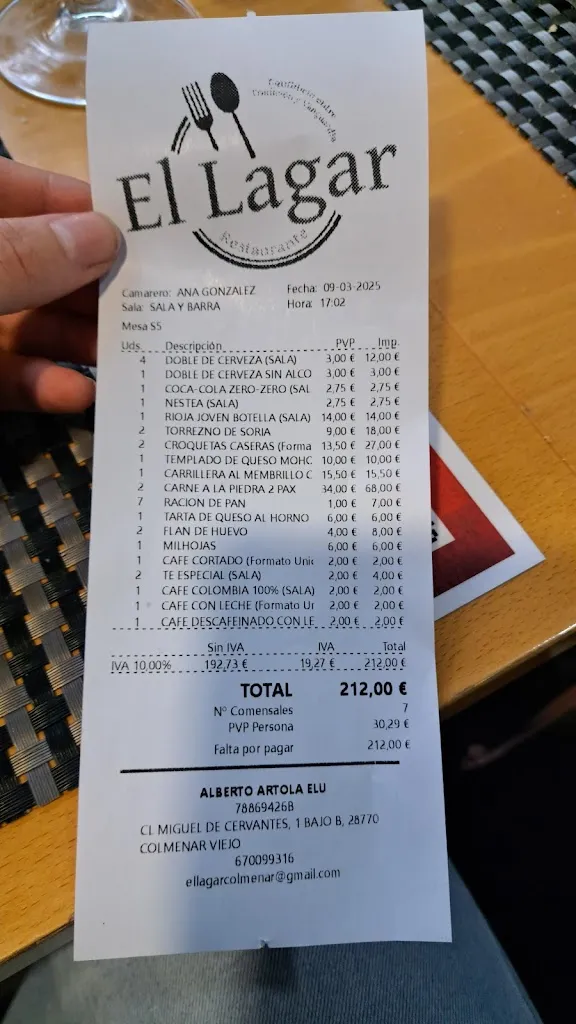 Equilibrio entre
Tradición y Vanguardia
El Lagar
Restaurante
Camarero: ANA GONZALEZ Fecha: 09-03-2025
Sala: SALA Y BARRA Hora: 17:02
Mesa S5
Uds. Descripción PVP Imp.
4 DOBLE DE CERVEZA (SALA) 3,00 € 12,00 €
1 DOBLE DE CERVEZA SIN ALCO 3,00 € 3,00 €
1 COCA-COLA ZERO-ZERO (SAL 2,75 € 2,75 €
1 NESTEA (SALA) 2,75 € 2,75 €
1 RIOJA JOVEN BOTELLA (SALA) 14,00 € 14,00 €
2 TORREZNO DE SORIA 9,00 € 18,00 €
2 CROQUETAS CASERAS (Forma 13,50 € 27,00 €
1 TEMPLADO DE QUESO MOHC 10,00 € 10,00 €
1 CARRILLERA AL MEMBRILLO C 15,50 € 15,50 €
2 CARNE A LA PIEDRA 2 PAX 34,00 € 68,00 €
7 RACION DE PAN 1,00 € 7,00 €
1 TARTA DE QUESO AL HORNO 6,00 € 6,00 €
2 FLAN DE HUEVO 4,00 € 8,00 €
1 MILHOJAS 6,00 € 6,00 €
1 CAFE CORTADO (Formato Unic 2,00 € 2,00 €
2 TE ESPECIAL (SALA) 2,00 € 4,00 €
1 CAFE COLOMBIA 100% (SALA) 2,00 € 2,00 €
1 CAFE CON LECHE (Formato Ur 2,00 € 2,00 €
1 CAFE DESCAFEINADO CON LE 2,00 € 2,00 €
Sin IVA IVA Total
IVA 10,00% 192,73 € 19,27 € 212,00 €
TOTAL 212,00 €
Nº Comensales 7
PVP Persona 30,29 €
Falta por pagar 212,00 €
ALBERTO ARTOLA ELU
78869426B
CL MIGUEL DE CERVANTES, 1 BAJO B, 28770
COLMENAR VIEJO
670099316
ellagarcolmenar@gmail.com